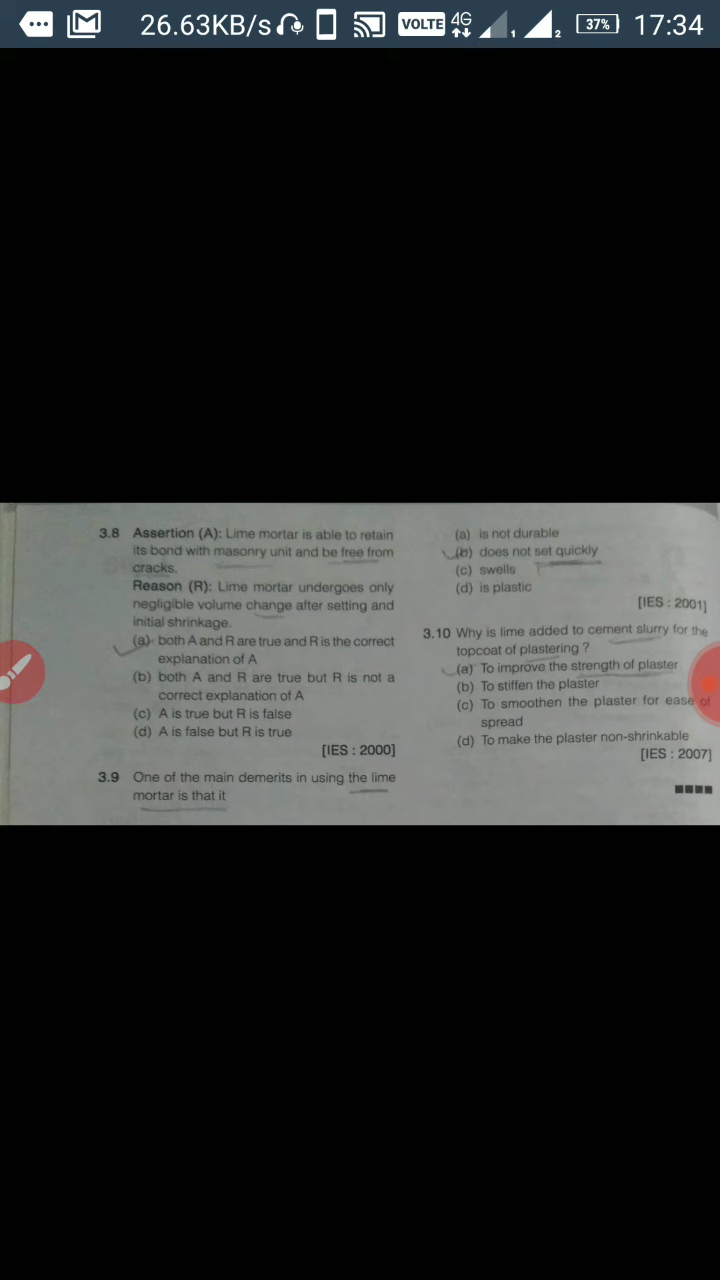 26.63KB/s VOLTE 4G 1 2 37% 17:34
3.8 Assertion (A): Lime mortar is able to retain
its bond with masonry unit and be free from
cracks.
Reason (R): Lime mortar undergoes only
negligible volume change after setting and
initial shrinkage.
(a) both A and R are true and R is the correct
explanation of A
(b) both A and R are true but R is not a
correct explanation of A
(c) A is true but R is false
(d) A is false but R is true
[IES : 2000]
3.9 One of the main demerits in using the lime
mortar is that it
(a) is not durable
(b) does not set quickly
(c) swells
(d) is plastic
[IES : 2001]
3.10 Why is lime added to cement slurry for the
topcoat of plastering ?
(a) To improve the strength of plaster
(b) To stiffen the plaster
(c) To smoothen the plaster for ease of
spread
(d) To make the plaster non-shrinkable
[IES : 2007]